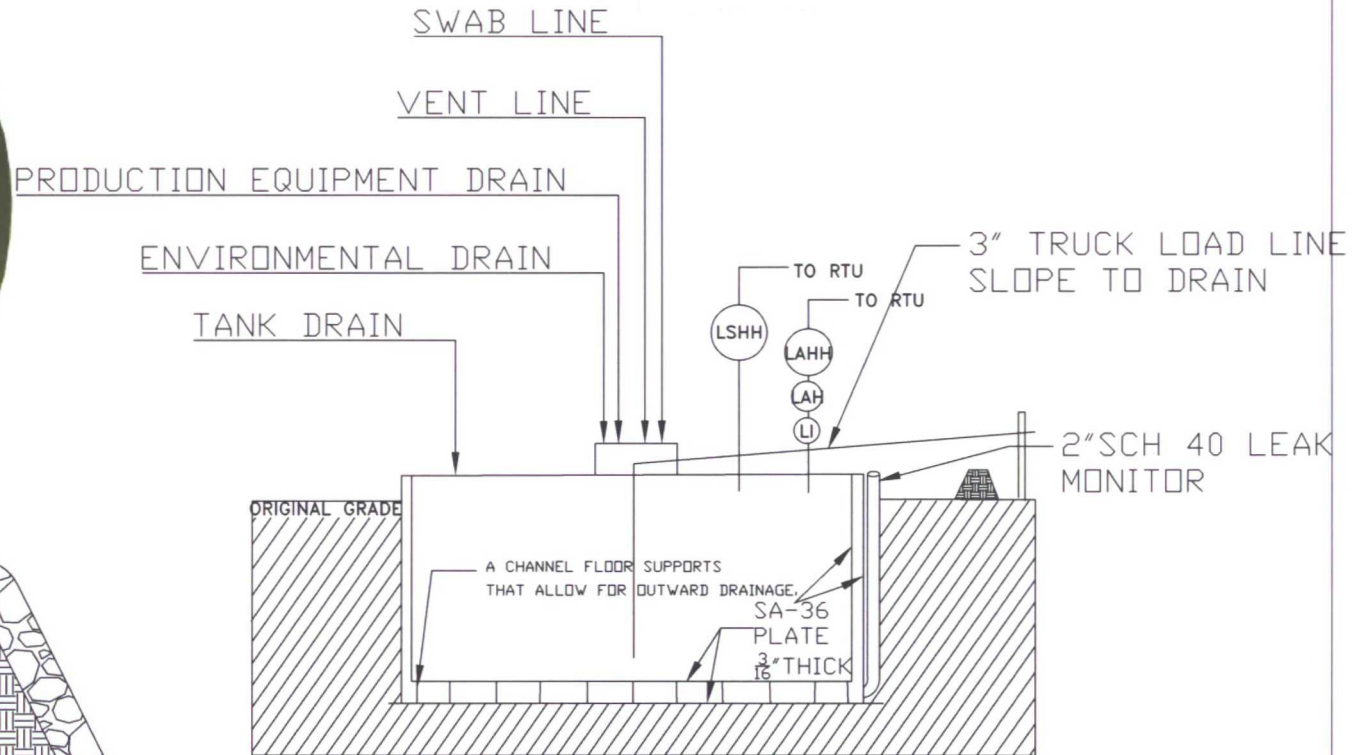 SWAB LINE
VENT LINE
PRODUCTION EQUIPMENT DRAIN
ENVIRONMENTAL DRAIN
TANK DRAIN
TO RTU
TO RTU
3" TRUCK LOAD LINE
SLOPE TO DRAIN
LSHH
LAHH
LAH
LI
2"SCH 40 LEAK
MONITOR
ORIGINAL GRADE
A CHANNEL FLOOR SUPPORTS
THAT ALLOW FOR OUTWARD DRAINAGE.
SA-36
PLATE
3/16" THICK